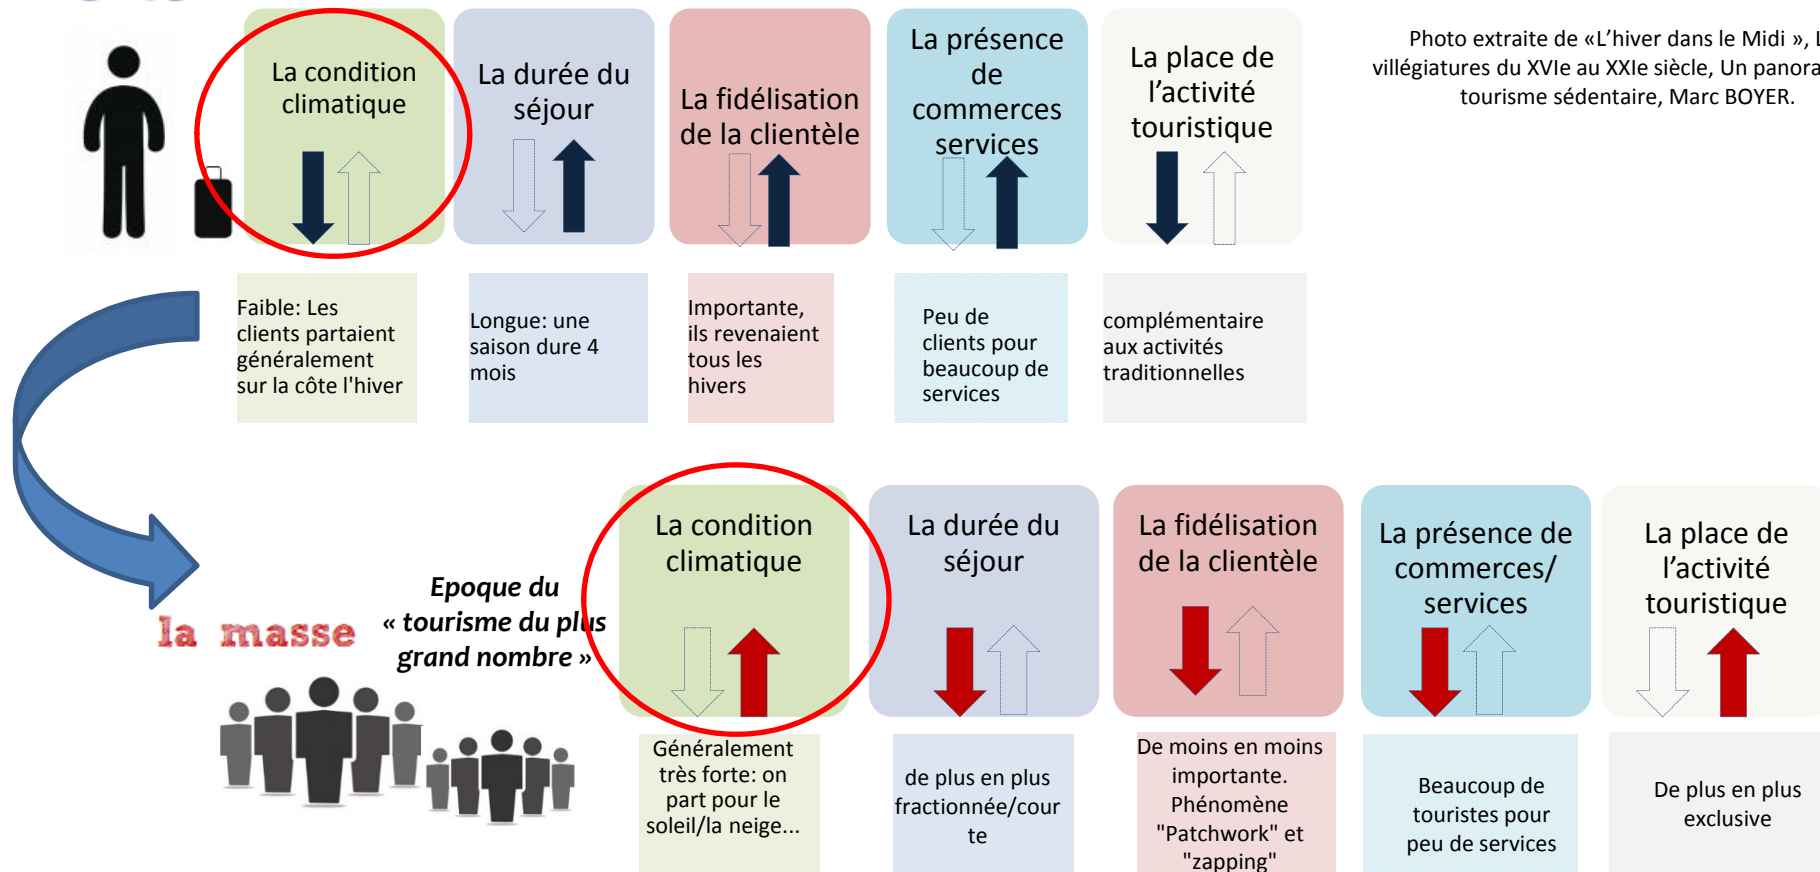 La condition
climatique
La durée du
séjour
La fidélisation
de la clientèle
La présence
de
commerces
services
La place de
l'activité
touristique
Photo extraite de «L'hiver dans le Midi »,
villégiatures du XVIe au XXIe siècle, Un
tourisme sédentaire, Marc BOYER.
Faible: Les
clients partaient
généralement
sur la côte l'hiver
Longue: une
saison dure 4
mois
Importante,
ils revenaient
tous les
hivers
Peu de
clients pour
beaucoup de
services
complémentaire
aux activités
traditionnelles
la masse
Epoque du
« tourisme du plus
grand nombre »
La condition
climatique
La durée du
séjour
La fidélisation
de la clientèle
La présence de
commerces/
services
La place de
l'activité
touristique
Généralement
très forte: on
part pour le
soleil/la neige...
de plus en plus
fractionnée/cour
te
De moins en moins
importante.
Phénomène
"Patchwork" et
"zapping"
Beaucoup de
touristes pour
peu de services
De plus en plus
exclusive